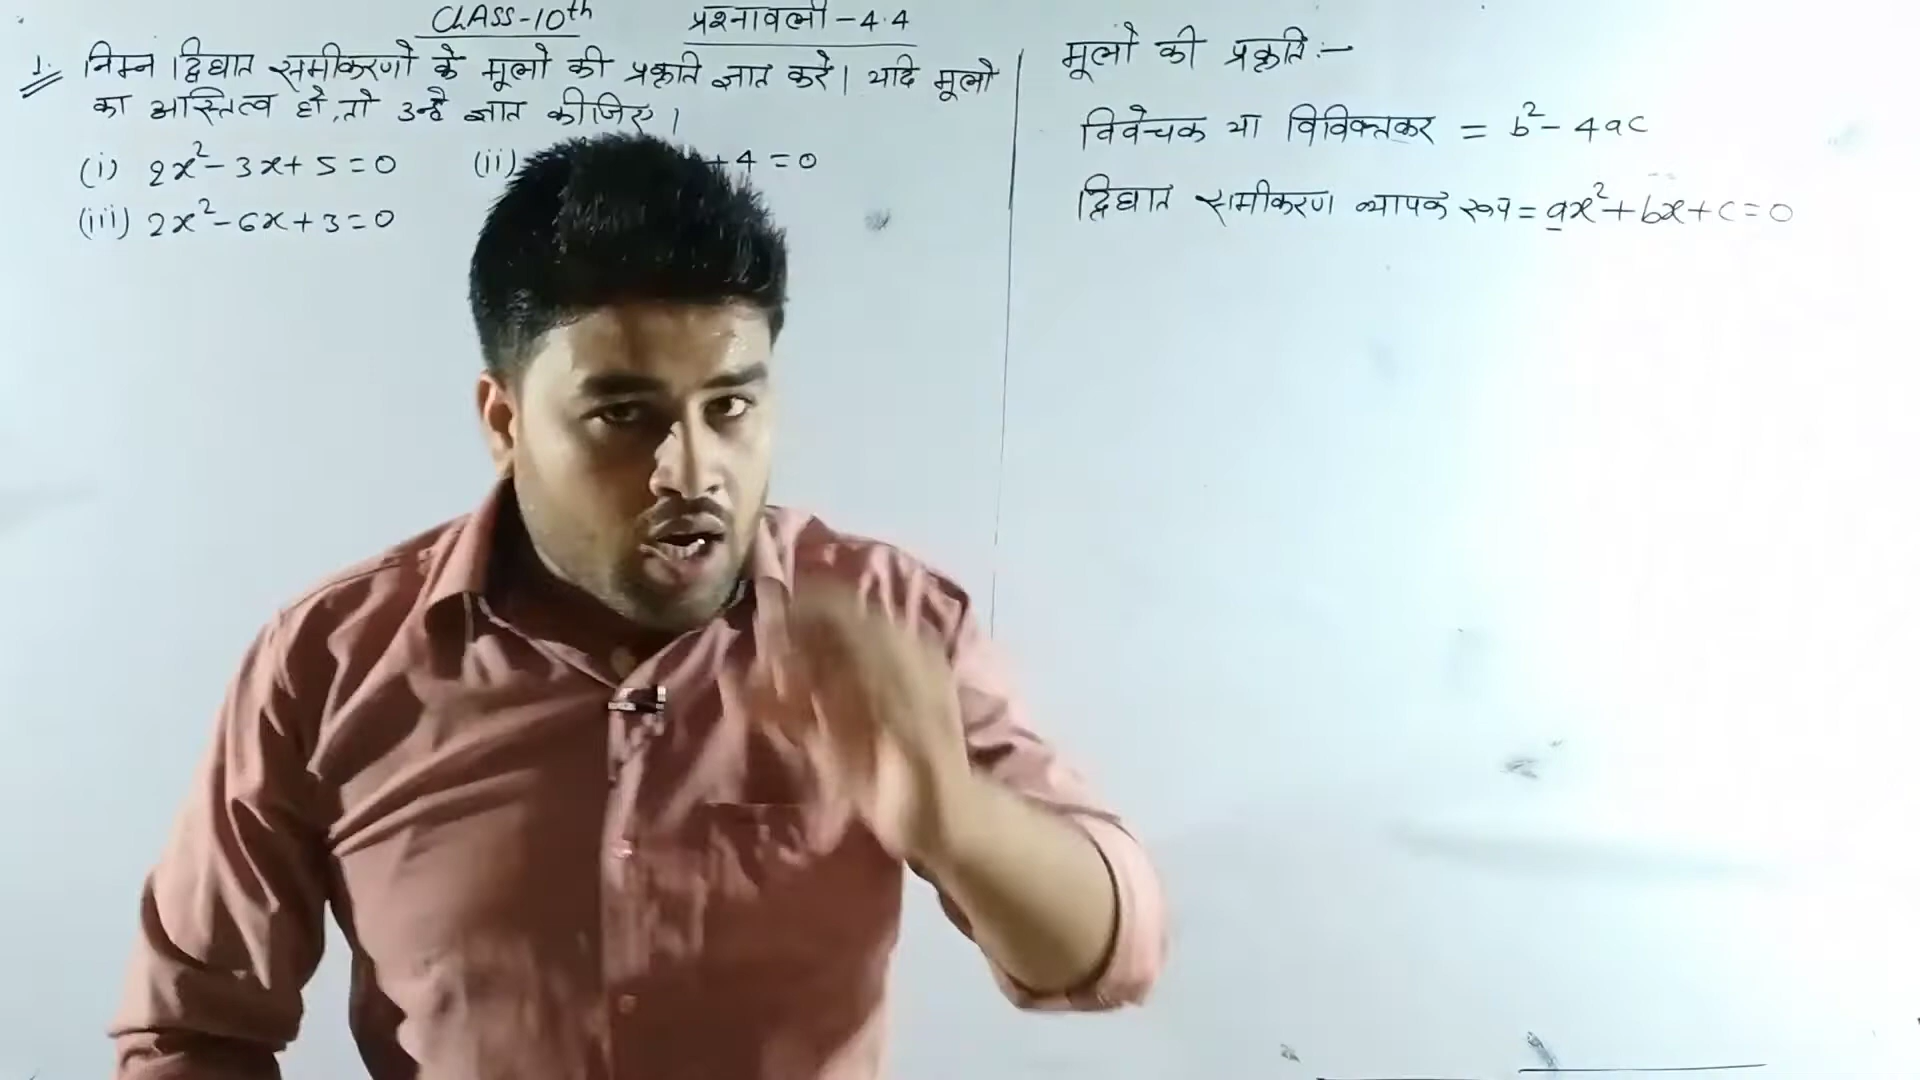 CLASS-10th प्रश्नावली-4.4
1. निम्न द्विघात समीकरणो के मूलो की प्रकृति ज्ञात करे। यदि मूलो
का अस्तित्व हो, तो उन्हे ज्ञात कीजिए।
(i) 2x²-3x+5=0 (ii) +4=0
(iii) 2x²-6x+3=0
मूलो की प्रकृति:-
विवेचक या विविक्तकर = b²-4ac
द्विघात समीकरण व्यापक रूप = ax²+bx+c=0